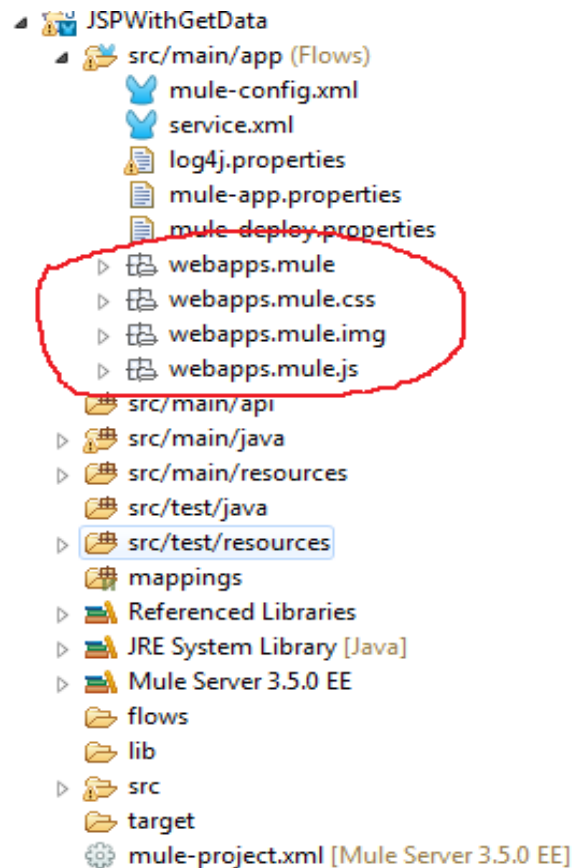 JSPWithGetData
src/main/app (Flows)
mule-config.xml
service.xml
log4j.properties
mule-app.properties
mule-deploy.properties
webapps.mule
webapps.mule.css
webapps.mule.img
webapps.mule.js
src/main/api
src/main/java
src/main/resources
src/test/java
src/test/resources
mappings
Referenced Libraries
JRE System Library [Java]
Mule Server 3.5.0 EE
flows
lib
src
target
mule-project.xml [Mule Server 3.5.0 EE]